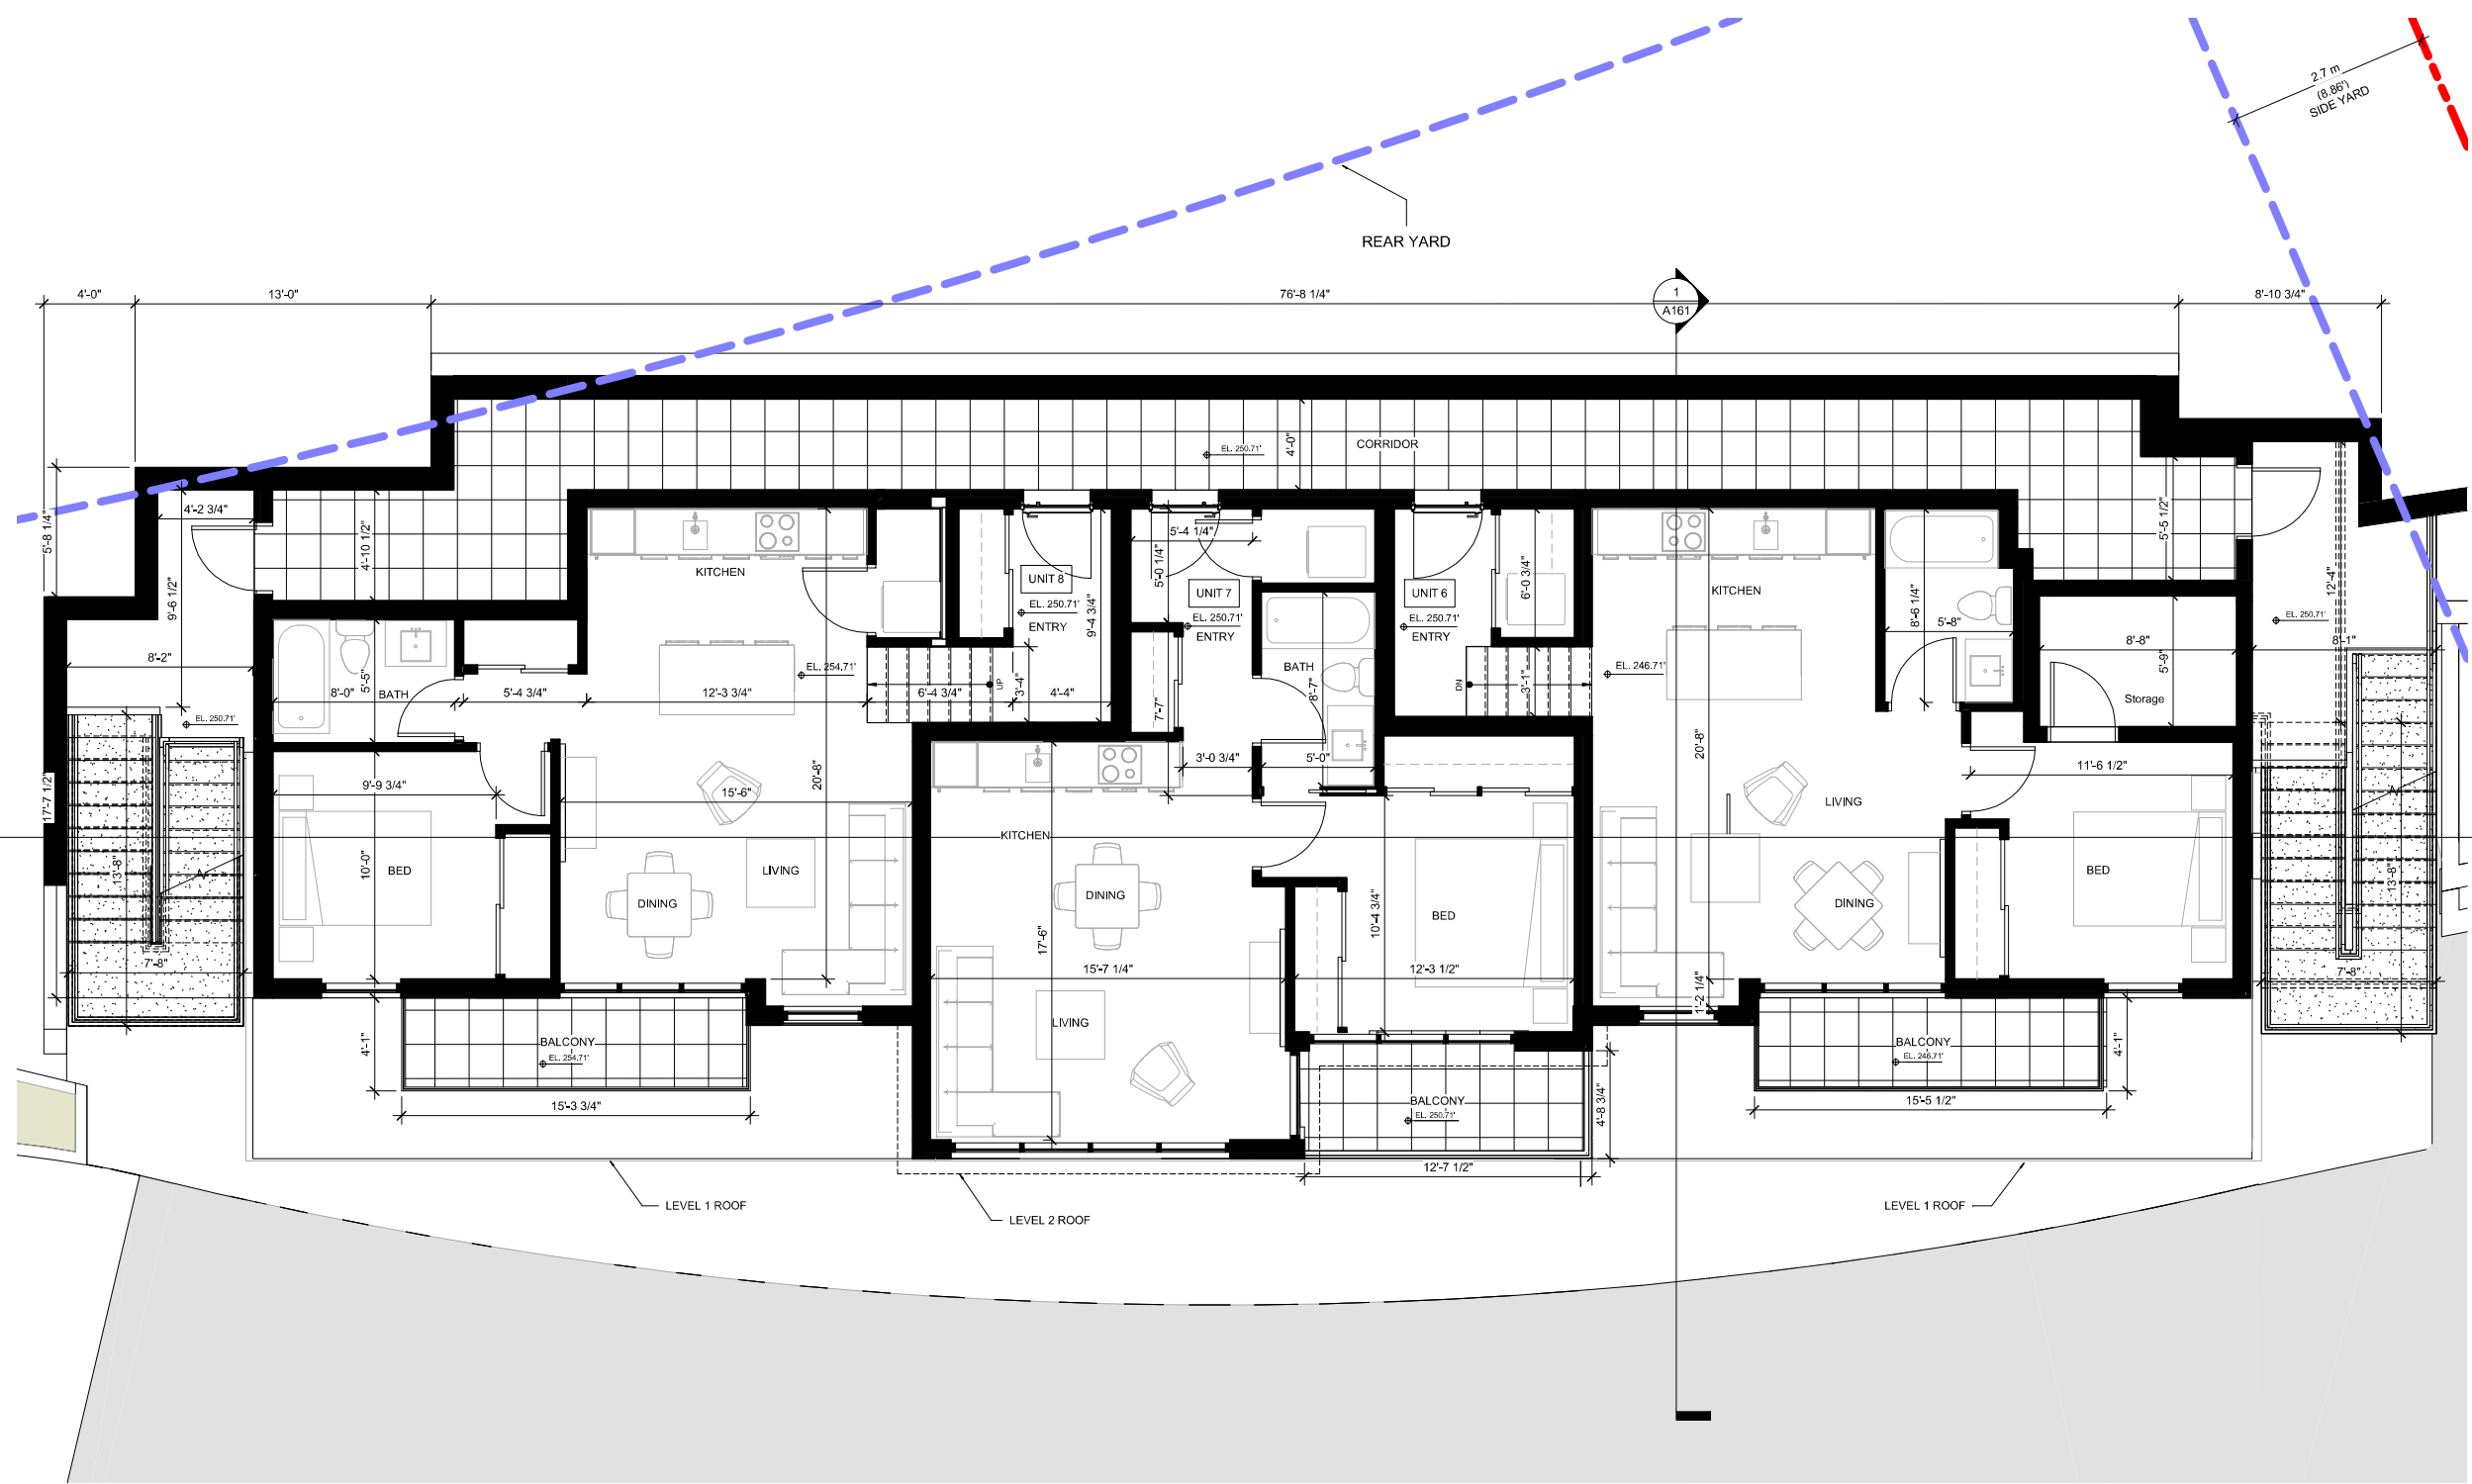 2.7 m
(8.86')
SIDE YARD
REAR YARD
4'-0"
13'-0"
76'-8 1/4"
1
A161
8'-10 3/4"
CORRIDOR
EL. 250.71'
4'-0"
5'-8 1/4"
4'-2 3/4"
9'-6 1/2"
4'-10 1/2"
KITCHEN
UNIT 8
EL. 250.71'
ENTRY
9'-4 3/4"
5'-4 1/4"
5'-0 1/4"
UNIT 7
EL. 250.71'
ENTRY
UNIT 6
EL. 250.71'
ENTRY
6'-0 3/4"
KITCHEN
8'-6 1/4"
5'-8"
5'-5 1/2"
12'-4"
EL. 250.71'
8'-1"
8'-2"
8'-0"
5'-5"
BATH
5'-4 3/4"
12'-3 3/4"
EL. 254.71'
6'-4 3/4"
UP
3'-4"
4'-4"
7'-7"
BATH
8'-7"
DN
3'-1"
EL. 246.71'
8'-8"
5'-9"
Storage
EL. 250.71'
17'-7 1/2"
13'-8"
9'-9 3/4"
10'-0"
BED
15'-6"
20'-8"
LIVING
DINING
3'-0 3/4"
5'-0"
KITCHEN
DINING
17'-6"
15'-7 1/4"
LIVING
10'-4 3/4"
BED
12'-3 1/2"
20'-8"
LIVING
DINING
11'-6 1/2"
BED
13'-8"
7'-8"
7'-8"
1'-2 1/4"
4'-1"
BALCONY
EL. 254.71'
15'-3 3/4"
BALCONY
EL. 250.71'
4'-8 3/4"
12'-7 1/2"
BALCONY
EL. 246.71'
4'-1"
15'-5 1/2"
LEVEL 1 ROOF
LEVEL 2 ROOF
LEVEL 1 ROOF